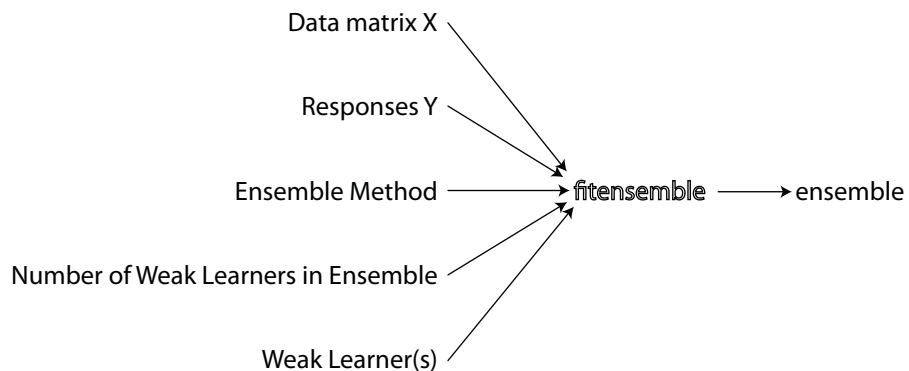 Data matrix X
Responses Y
Ensemble Method
fitensemble
ensemble
Number of Weak Learners in Ensemble
Weak Learner(s)